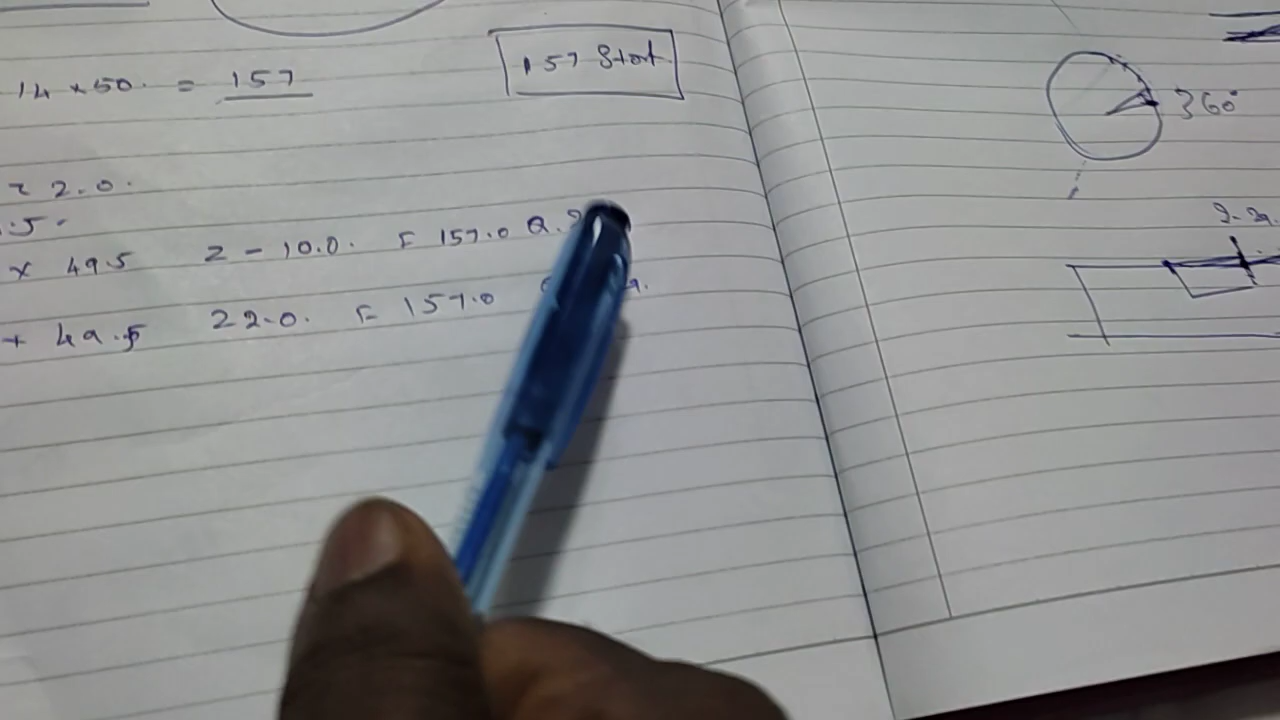 14 x 50. = 157
157 Start
360°
z 2.0.
.5.
x 49.5 Z - 10.0. F 157.0 Q.
+ 49.5 Z 2.0. F 157.0